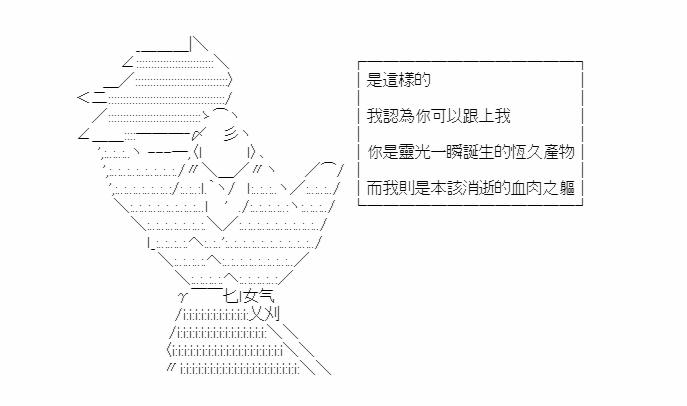 是這樣的
我認為你可以跟上我
你是靈光一瞬誕生的恆久產物
而我則是本該消逝的血肉之軀